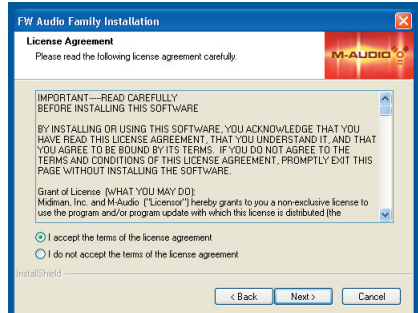 FW Audio Family Installation
License Agreement
Please read the following license agreement carefully.
M-AUDIO
IMPORTANT----READ CAREFULLY
BEFORE INSTALLING THIS SOFTWARE
BY INSTALLING OR USING THIS SOFTWARE, YOU ACKNOWLEDGE THAT YOU
HAVE READ THIS LICENSE AGREEMENT, THAT YOU UNDERSTAND IT, AND THAT
YOU AGREE TO BE BOUND BY ITS TERMS. IF YOU DO NOT AGREE TO THE
TERMS AND CONDITIONS OF THIS LICENSE AGREEMENT, PROMPTLY EXIT THIS
PAGE WITHOUT INSTALLING THE SOFTWARE.
Grant of License (WHAT YOU MAY DO):
Midiman, Inc. and M-Audio ("Licensor") hereby grants to you a non-exclusive license to
use the program and/or program update with which this license is distributed (the
I accept the terms of the license agreement
I do not accept the terms of the license agreement
InstallShield
< Back
Next >
Cancel